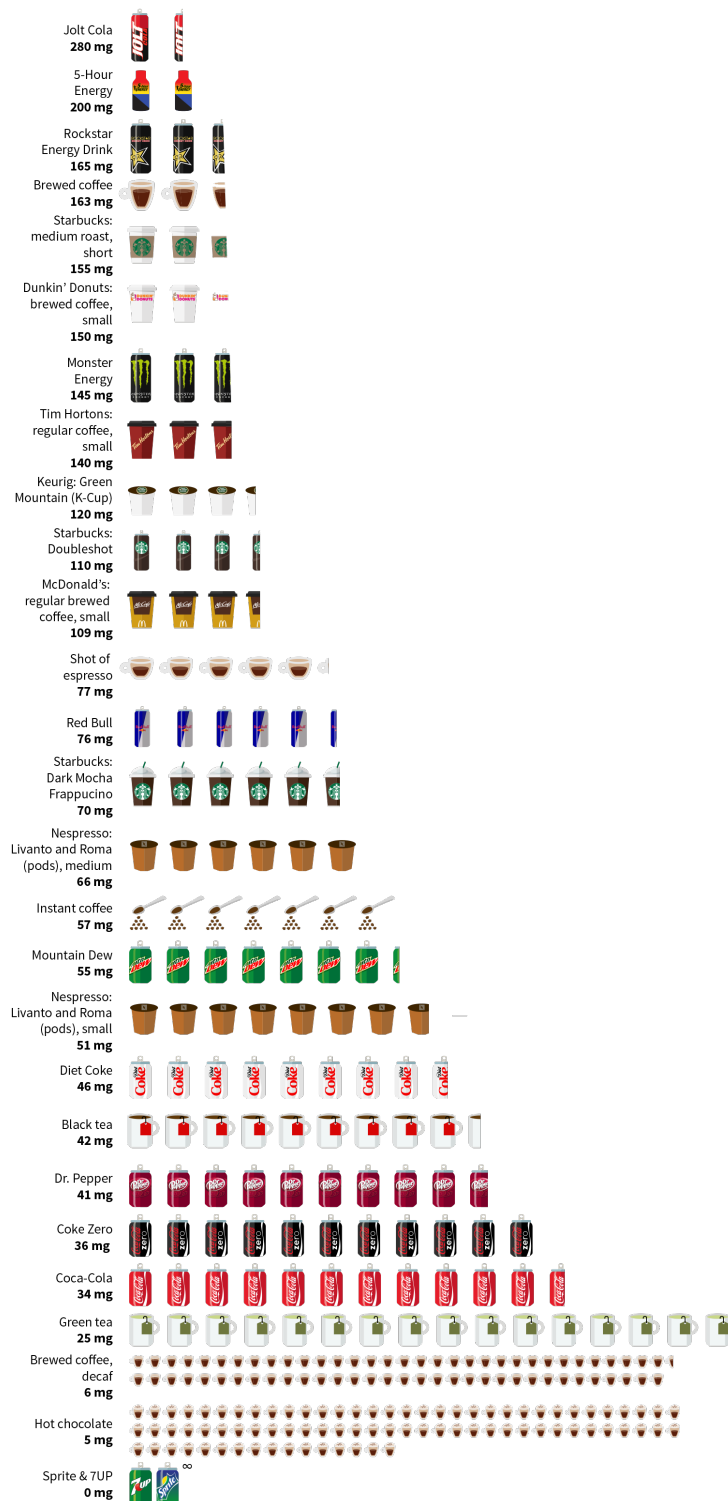 Jolt Cola
280 mg
5-Hour
Energy
200 mg
Rockstar
Energy Drink
165 mg
Brewed coffee
163 mg
Starbucks:
medium roast,
short
155 mg
Dunkin' Donuts:
brewed coffee,
small
150 mg
Monster
Energy
145 mg
Tim Hortons:
regular coffee,
small
140 mg
Keurig: Green
Mountain (K-Cup)
120 mg
Starbucks:
Doubleshot
110 mg
McDonald's:
regular brewed
coffee, small
109 mg
Shot of
espresso
77 mg
Red Bull
76 mg
Starbucks:
Dark Mocha
Frappucino
70 mg
Nespresso:
Livanto and Roma
(pods), medium
66 mg
Instant coffee
57 mg
Mountain Dew
55 mg
Nespresso:
Livanto and Roma
(pods), small
51 mg
Diet Coke
46 mg
Black tea
42 mg
Dr. Pepper
41 mg
Coke Zero
36 mg
Coca-Cola
34 mg
Green tea
25 mg
Brewed coffee,
decaf
6 mg
Hot chocolate
5 mg
Sprite & 7UP
0 mg
∞